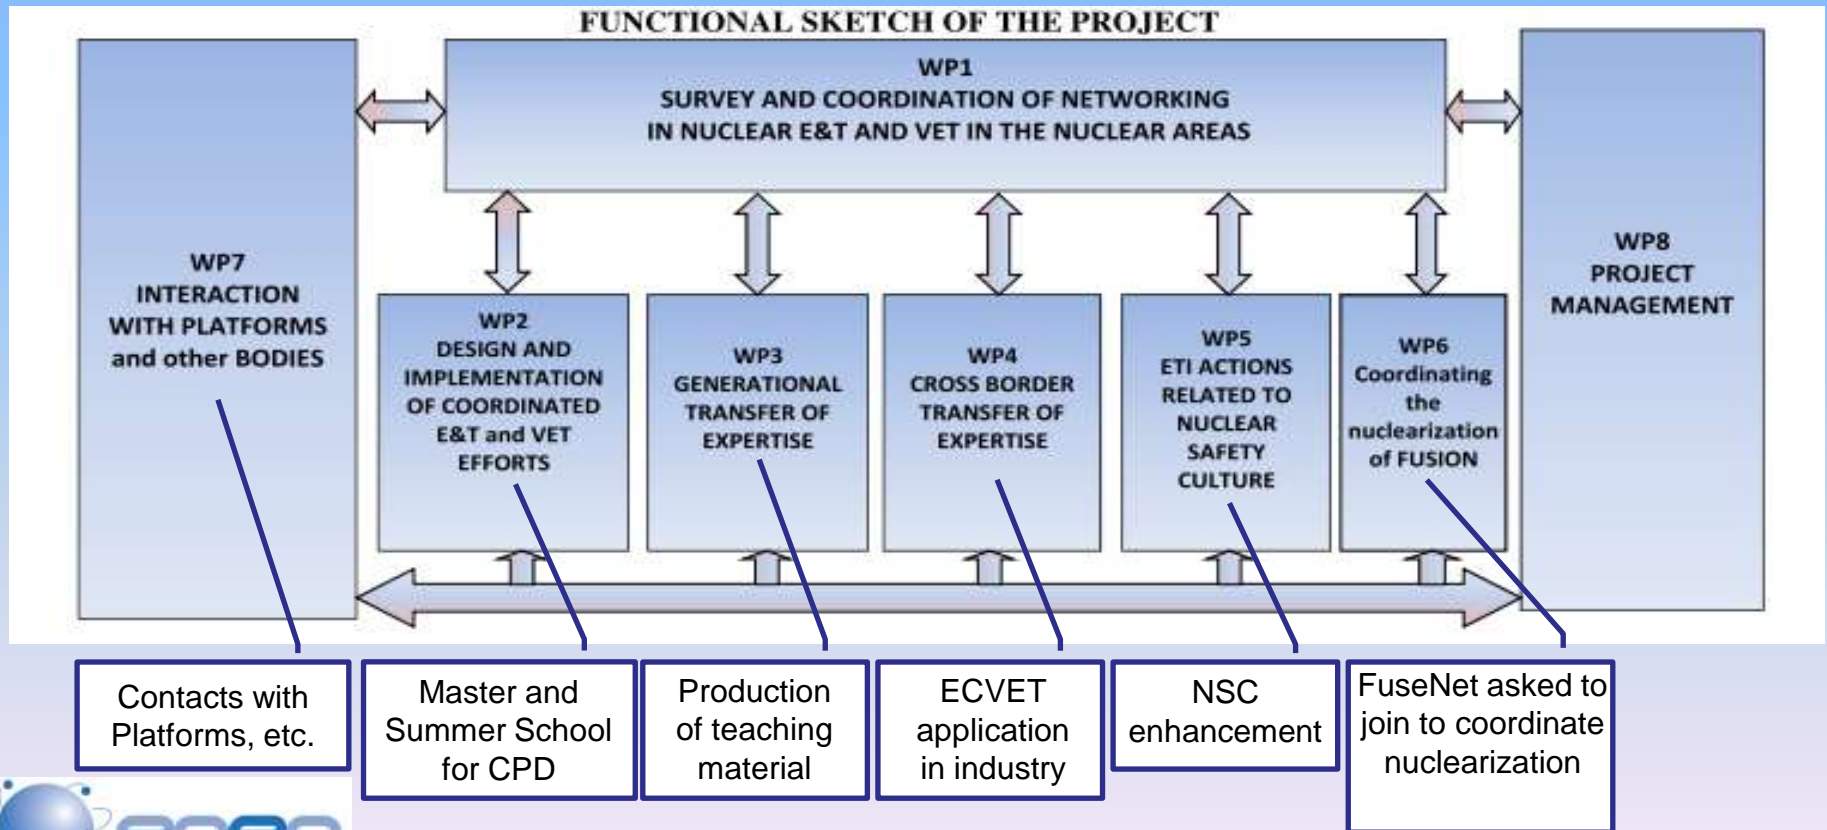 FUNCTIONAL SKETCH OF THE PROJECT
WP1
SURVEY AND COORDINATION OF NETWORKING
IN NUCLEAR E&T AND VET IN THE NUCLEAR AREAS
WP7
INTERACTION
WITH PLATFORMS
and other BODIES
WP8
PROJECT
MANAGEMENT
WP2
DESIGN AND
IMPLEMENTATION
OF COORDINATED
E&T and VET
EFFORTS
WP3
GENERATIONAL
TRANSFER OF
EXPERTISE
WP4
CROSS BORDER
TRANSFER OF
EXPERTISE
WP5
ETI ACTIONS
RELATED TO
NUCLEAR
SAFETY
CULTURE
WP6
Coordinating
the
nuclearization
of FUSION
Contacts with
Platforms, etc.
Master and
Summer School
for CPD
Production
of teaching
material
ECVET
application
in industry
NSC
enhancement
FuseNet asked to
join to coordinate
nuclearization